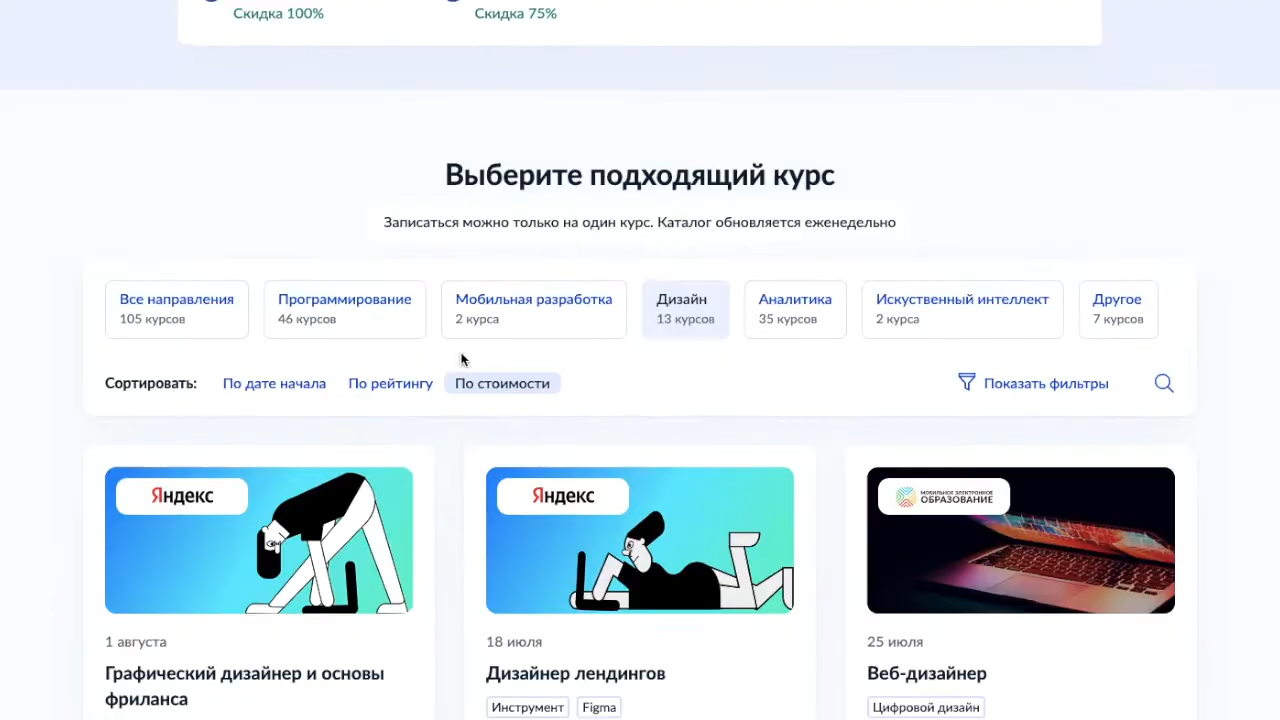 Скидка 100%
Скидка 75%
Выберите подходящий курс
Записаться можно только на один курс. Каталог обновляется еженедельно
Все направления
105 курсов
Программирование
46 курсов
Мобильная разработка
2 курса
Дизайн
13 курсов
Аналитика
35 курсов
Искуственный интеллект
2 курса
Другое
7 курсов
Сортировать: По дате начала По рейтингу По стоимости Показать фильтры
Яндекс
1 августа
Графический дизайнер и основы
фриланса
Яндекс
18 июля
Дизайнер лендингов
Инструмент Figma
МОБИЛЬНОЕ ЭЛЕКТРОННОЕ
ОБРАЗОВАНИЕ
25 июля
Веб-дизайнер
Цифровой дизайн